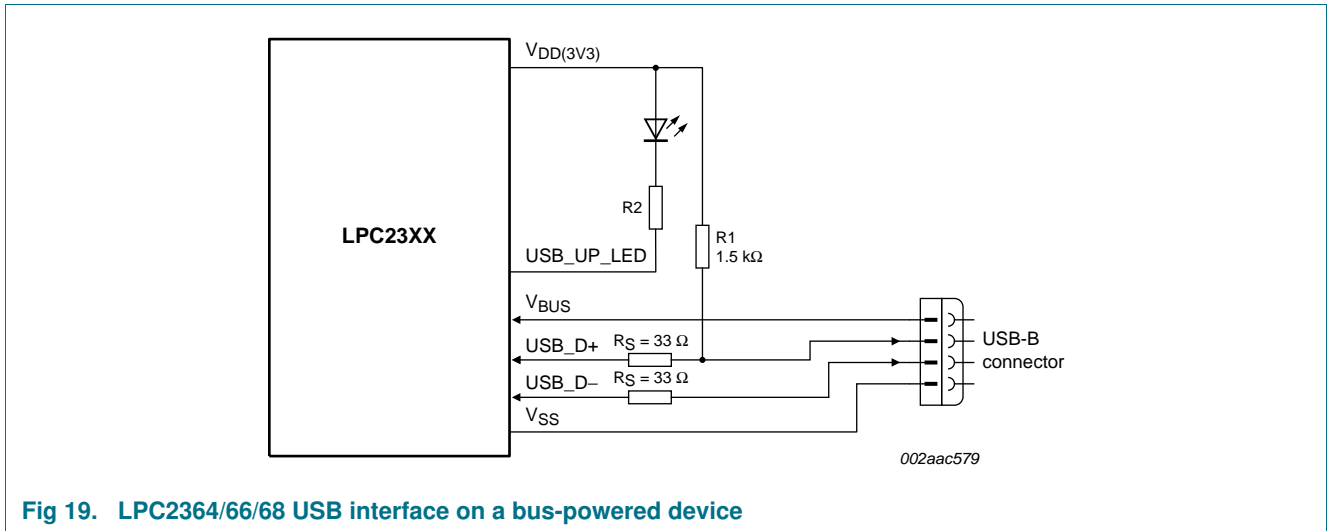 VDD(3V3)
R2
LPC23XX
R1
1.5 kΩ
USB_UP_LED
VBUS
USB_D+ RS = 33 Ω
USB-B
connector
USB_D− RS = 33 Ω
VSS
002aac579
Fig 19. LPC2364/66/68 USB interface on a bus-powered device